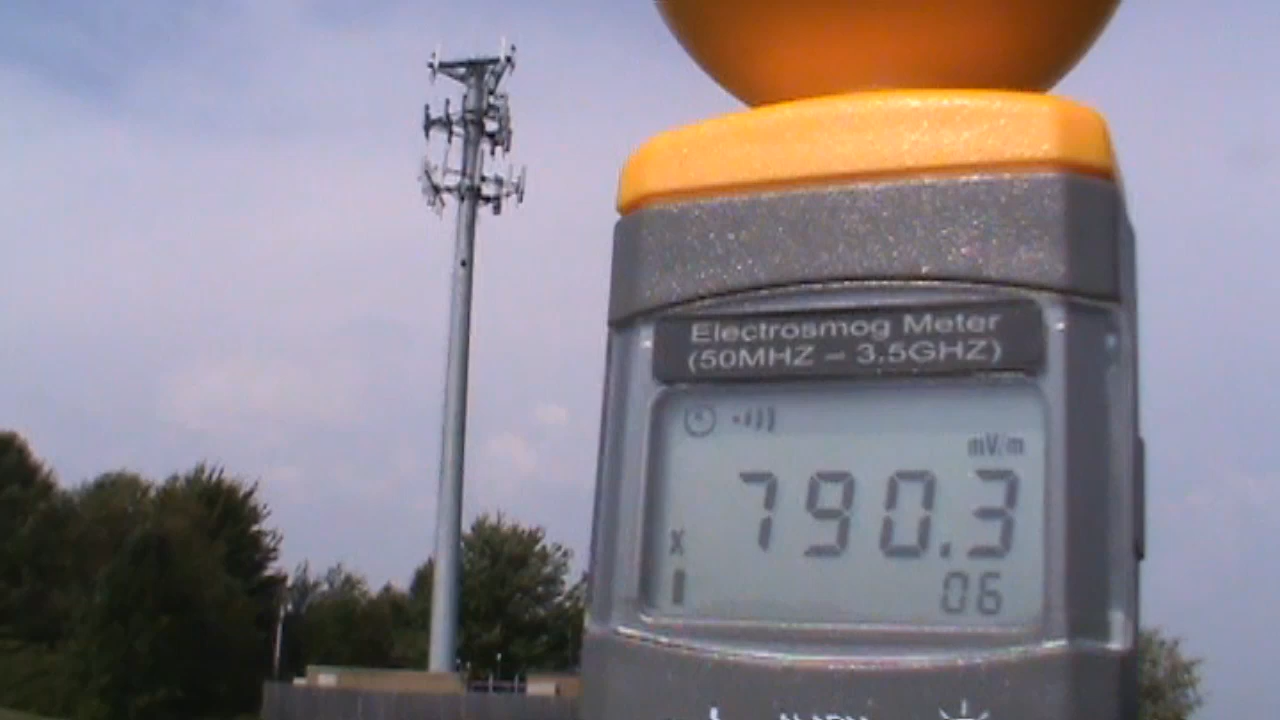 Electrosmog Meter
(50MHZ – 3.5GHZ)
mV/m
790.3
X
06